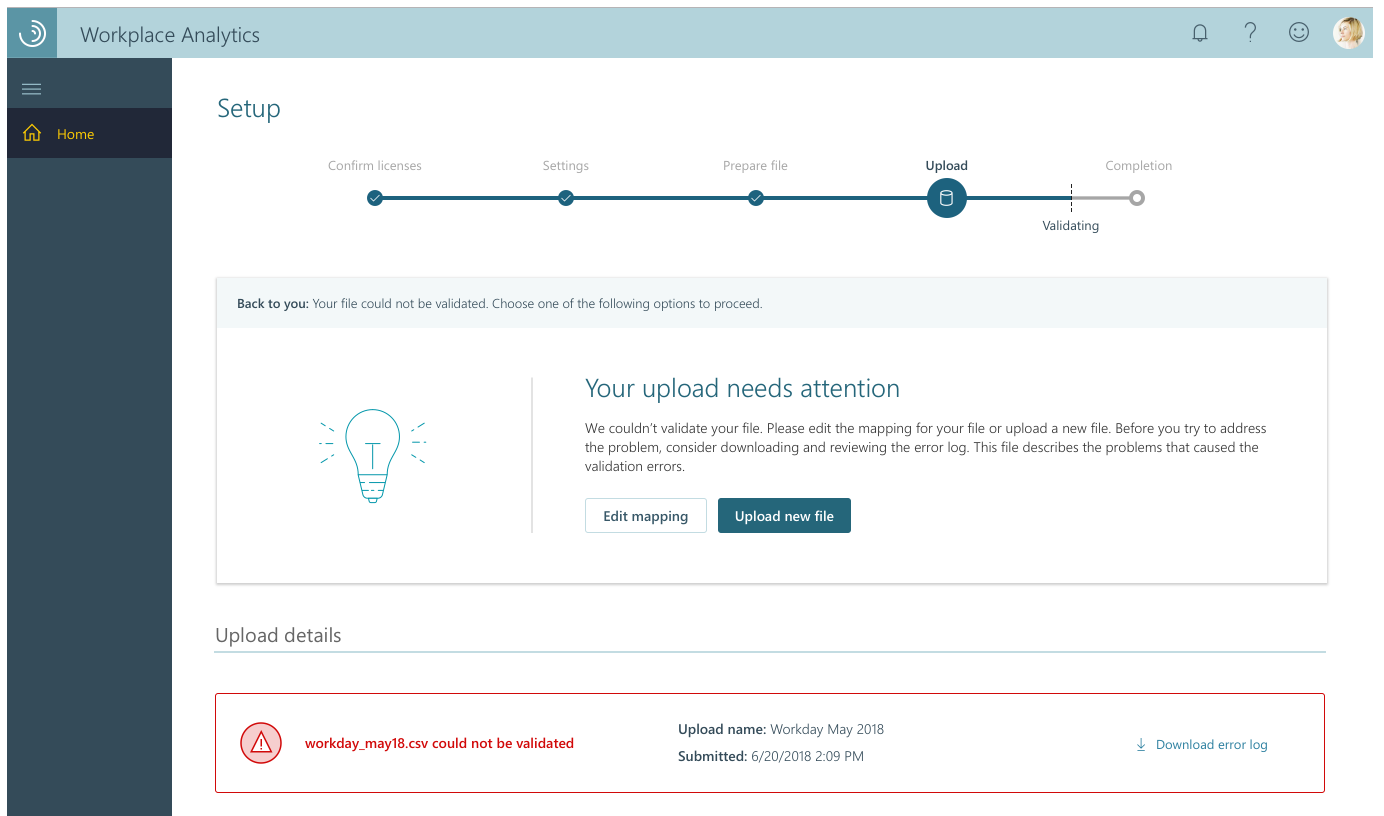 Workplace Analytics
Home
Setup
Confirm licenses
Settings
Prepare file
Upload
Completion
Validating
Back to you: Your file could not be validated. Choose one of the following options to proceed.
Your upload needs attention
We couldn't validate your file. Please edit the mapping for your file or upload a new file. Before you try to address
the problem, consider downloading and reviewing the error log. This file describes the problems that caused the
validation errors.
Edit mapping
Upload new file
Upload details
workday_may18.csv could not be validated
Upload name: Workday May 2018
Submitted: 6/20/2018 2:09 PM
Download error log